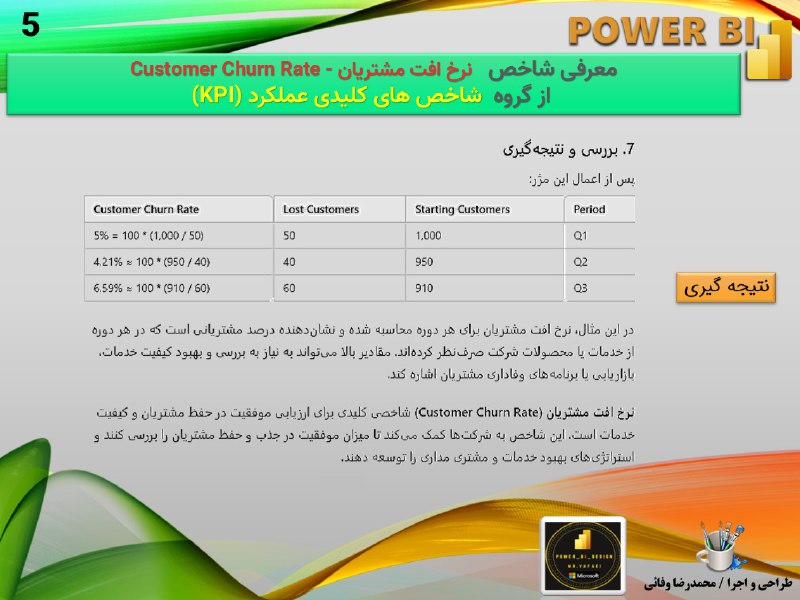 5
POWER BI
معرفی شاخص نرخ افت مشتریان - Customer Churn Rate
از گروه شاخص های کلیدی عملکرد (KPI)
7. بررسی و نتیجه‌گیری
پس از اعمال این مژر:
Customer Churn Rate Lost Customers Starting Customers Period
5% = 100 * (1,000 / 50) 50 1,000 Q1
4.21% ≈ 100 * (950 / 40) 40 950 Q2
6.59% ≈ 100 * (910 / 60) 60 910 Q3
نتیجه گیری
در این مثال، نرخ افت مشتریان برای هر دوره محاسبه شده و نشان‌دهنده درصد مشتریانی است که در هر دوره
از خدمات یا محصولات شرکت صرف‌نظر کرده‌اند. مقادیر بالا می‌تواند به نیاز به بررسی و بهبود کیفیت خدمات،
بازاریابی یا برنامه‌های وفاداری مشتریان اشاره کند.
نرخ افت مشتریان (Customer Churn Rate) شاخصی کلیدی برای ارزیابی موفقیت در حفظ مشتریان و کیفیت
خدمات است. این شاخص به شرکت‌ها کمک می‌کند تا میزان موفقیت در جذب و حفظ مشتریان را بررسی کنند و
استراتژی‌های بهبود خدمات و مشتری مداری را توسعه دهند.
POWER_BI_DESIGN
MR.VAFAEI
Microsoft
طراحی و اجرا / محمدرضا وفائی